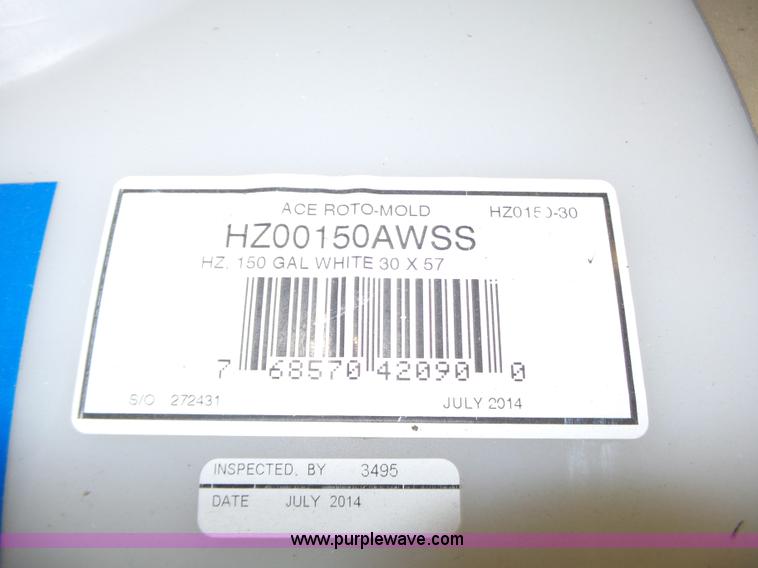 ACE ROTO-MOLD HZ0150-30
HZ00150AWSS
HZ, 150 GAL WHITE 30 X 57
7 68570 42090 0
S/O 272431 JULY 2014
INSPECTED. BY 3495
DATE JULY 2014
www.purplewave.com